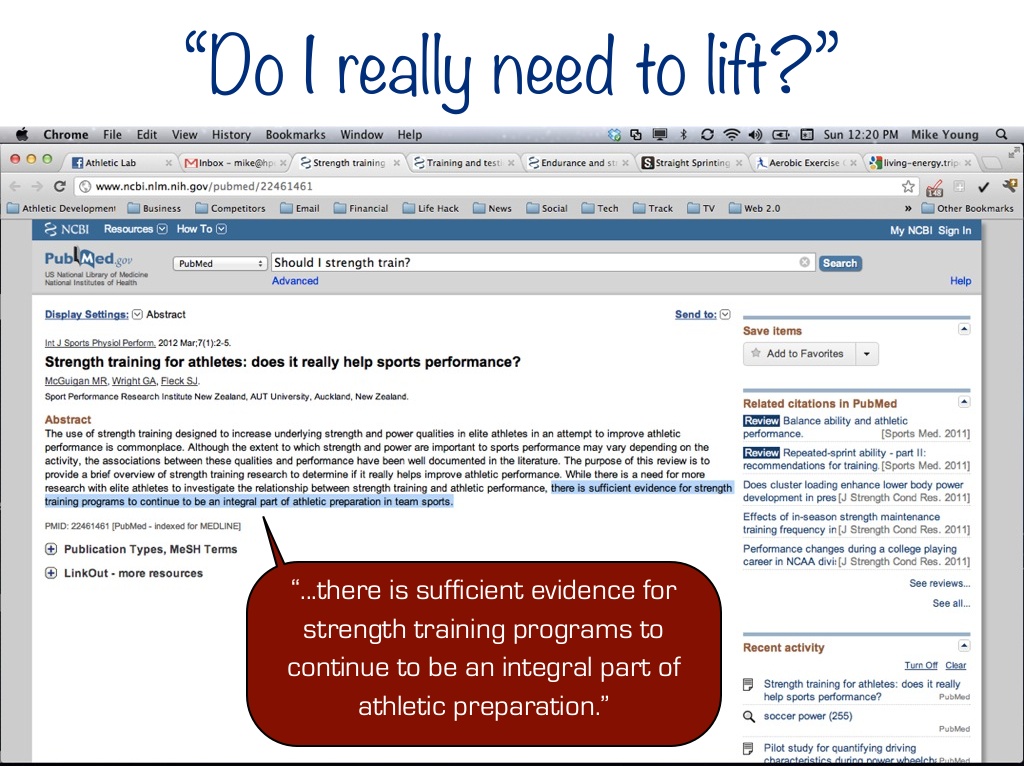 “Do I really need to lift?”
Chrome File Edit View History Bookmarks Window Help Sun 12:20 PM Mike Young
Athletic Lab Inbox – mike@hp Strength training Training and testi Endurance and st Straight Sprinting Aerobic Exercise ( living-energy.trip
www.ncbi.nlm.nih.gov/pubmed/22461461
Athletic Development Business Competitors Email Financial Life Hack News Social Tech Track TV Web 2.0 » Other Bookmarks
NCBI Resources How To My NCBI Sign In
PubMed.gov
US National Library of Medicine
National Institutes of Health
PubMed Should I strength train? Search
Advanced Help
Display Settings: Abstract Send to:
Int J Sports Physiol Perform. 2012 Mar;7(1):2-5.
Strength training for athletes: does it really help sports performance?
McGuigan MR, Wright GA, Fleck SJ.
Sport Performance Research Institute New Zealand, AUT University, Auckland, New Zealand.
Abstract
The use of strength training designed to increase underlying strength and power qualities in elite athletes in an attempt to improve athletic
performance is commonplace. Although the extent to which strength and power are important to sports performance may vary depending on the
activity, the associations between these qualities and performance have been well documented in the literature. The purpose of this review is to
provide a brief overview of strength training research to determine if it really helps improve athletic performance. While there is a need for more
research with elite athletes to investigate the relationship between strength training and athletic performance, there is sufficient evidence for strength
training programs to continue to be an integral part of athletic preparation in team sports.
PMID: 22461461 [PubMed - indexed for MEDLINE]
Publication Types, MeSH Terms
LinkOut - more resources
“...there is sufficient evidence for
strength training programs to
continue to be an integral part of
athletic preparation.”
Save items
Add to Favorites
Related citations in PubMed
Review Balance ability and athletic
performance. [Sports Med. 2011]
Review Repeated-sprint ability - part II:
recommendations for training. [Sports Med. 2011]
Does cluster loading enhance lower body power
development in pres [J Strength Cond Res. 2011]
Effects of in-season strength maintenance
training frequency in [J Strength Cond Res. 2011]
Performance changes during a college playing
career in NCAA divi: [J Strength Cond Res. 2011]
See reviews...
See all...
Recent activity
Turn Off Clear
Strength training for athletes: does it really
help sports performance? PubMed
soccer power (255)
PubMed
Pilot study for quantifying driving
characteristics during power wheelch PubMed